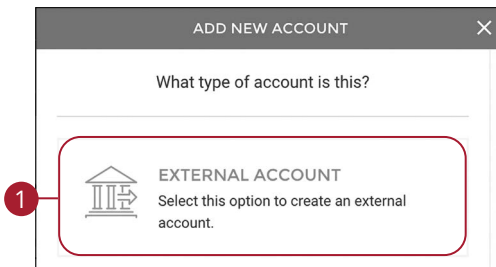 ADD NEW ACCOUNT
What type of account is this?
1
EXTERNAL ACCOUNT
Select this option to create an external
account.